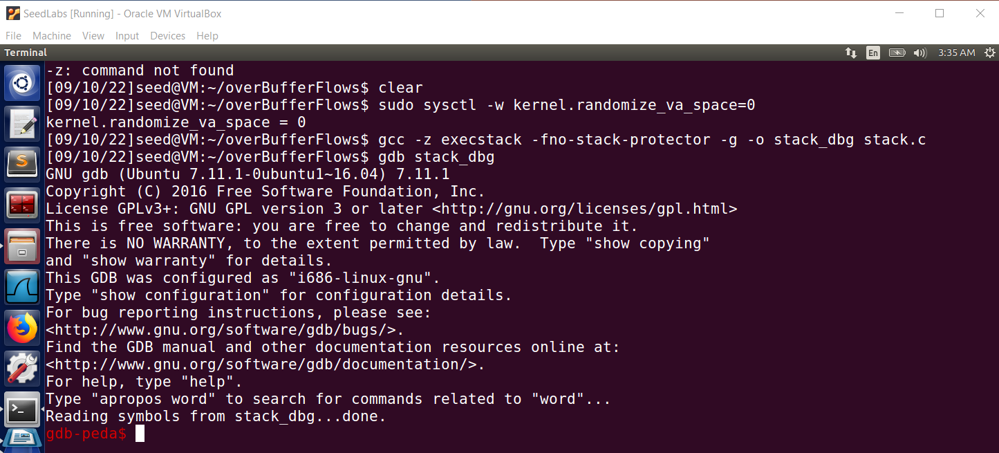 SeedLabs [Running] - Oracle VM VirtualBox
File Machine View Input Devices Help
Terminal En 3:35 AM
-z: command not found
[09/10/22]seed@VM:~/overBufferFlows$ clear
[09/10/22]seed@VM:~/overBufferFlows$ sudo sysctl -w kernel.randomize_va_space=0
kernel.randomize_va_space = 0
[09/10/22]seed@VM:~/overBufferFlows$ gcc -z execstack -fno-stack-protector -g -o stack_dbg stack.c
[09/10/22]seed@VM:~/overBufferFlows$ gdb stack_dbg
GNU gdb (Ubuntu 7.11.1-0ubuntu1~16.04) 7.11.1
Copyright (C) 2016 Free Software Foundation, Inc.
License GPLv3+: GNU GPL version 3 or later <http://gnu.org/licenses/gpl.html>
This is free software: you are free to change and redistribute it.
There is NO WARRANTY, to the extent permitted by law.  Type "show copying"
and "show warranty" for details.
This GDB was configured as "i686-linux-gnu".
Type "show configuration" for configuration details.
For bug reporting instructions, please see:
<http://www.gnu.org/software/gdb/bugs/>.
Find the GDB manual and other documentation resources online at:
<http://www.gnu.org/software/gdb/documentation/>.
For help, type "help".
Type "apropos word" to search for commands related to "word"...
Reading symbols from stack_dbg...done.
gdb-peda$